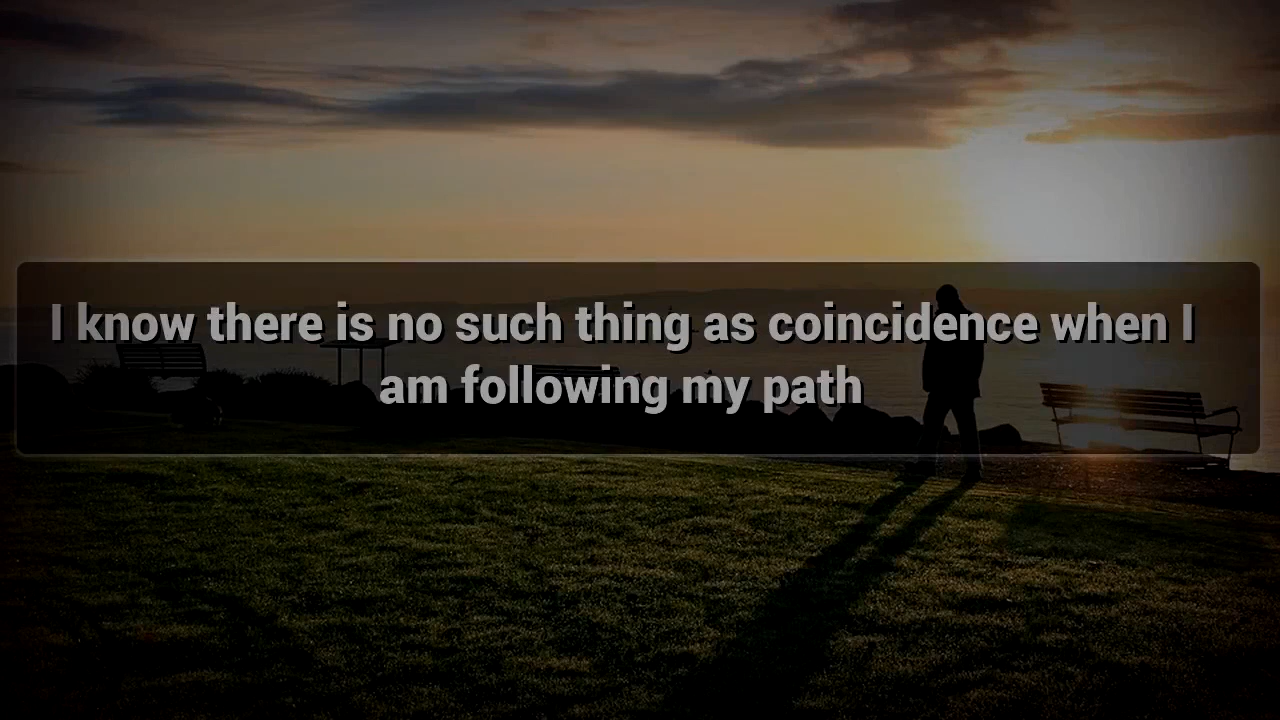 I know there is no such thing as coincidence when I
am following my path